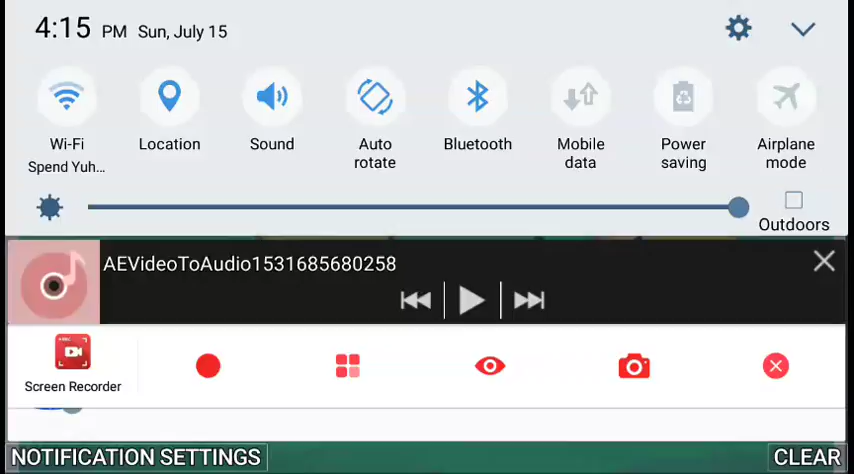 4:15 PM Sun, July 15
Wi-Fi
Spend Yuh...
Location
Sound
Auto
rotate
Bluetooth
Mobile
data
Power
saving
Airplane
mode
Outdoors
AEVideoToAudio1531685680258
Screen Recorder
NOTIFICATION SETTINGS
CLEAR